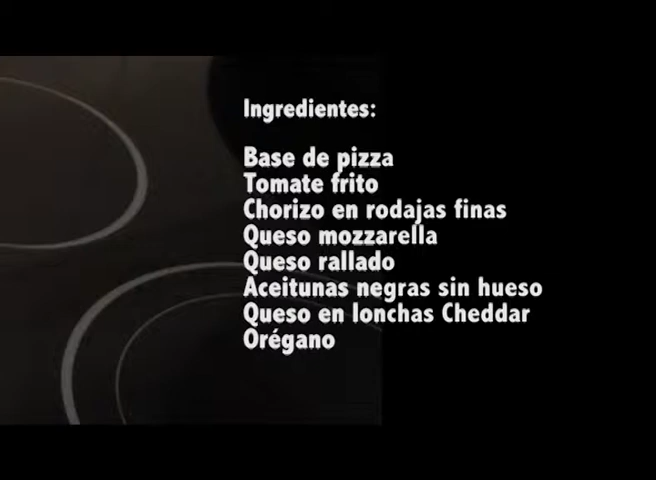 Ingredientes:
Base de pizza
Tomate frito
Chorizo en rodajas finas
Queso mozzarella
Queso rallado
Aceitunas negras sin hueso
Queso en lonchas Cheddar
Orégano